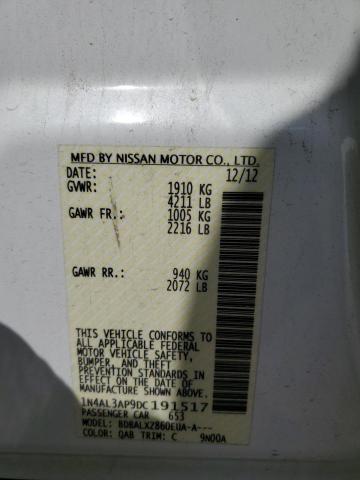 MFD BY NISSAN MOTOR CO., LTD.
DATE: 12/12
GVWR: 1910 KG
4211 LB
GAWR FR: 1005 KG
2216 LB
GAWR RR: 940 KG
2072 LB
THIS VEHICLE CONFORMS TO
ALL APPLICABLE FEDERAL
MOTOR VEHICLE SAFETY,
BUMPER, AND THEFT
PREVENTION STANDARDS
IN EFFECT ON THE DATE OF
MANUFACTURE SHOWN ABOVE.
1N4AL3AP9DC191517
PASSENGER CAR 653
MODEL: BDBALXZ860EUA-A---
COLOR: QAB TRIM: C 9N00A